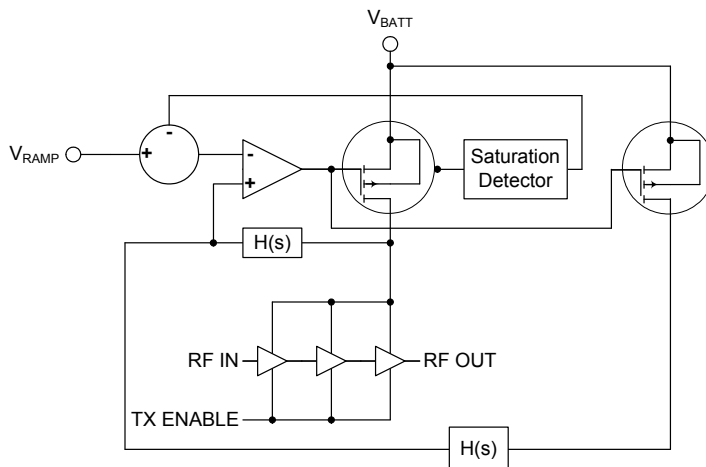 VBATT
-
VRAMP
+
-
+
Saturation
Detector
H(s)
RF IN
RF OUT
TX ENABLE
H(s)